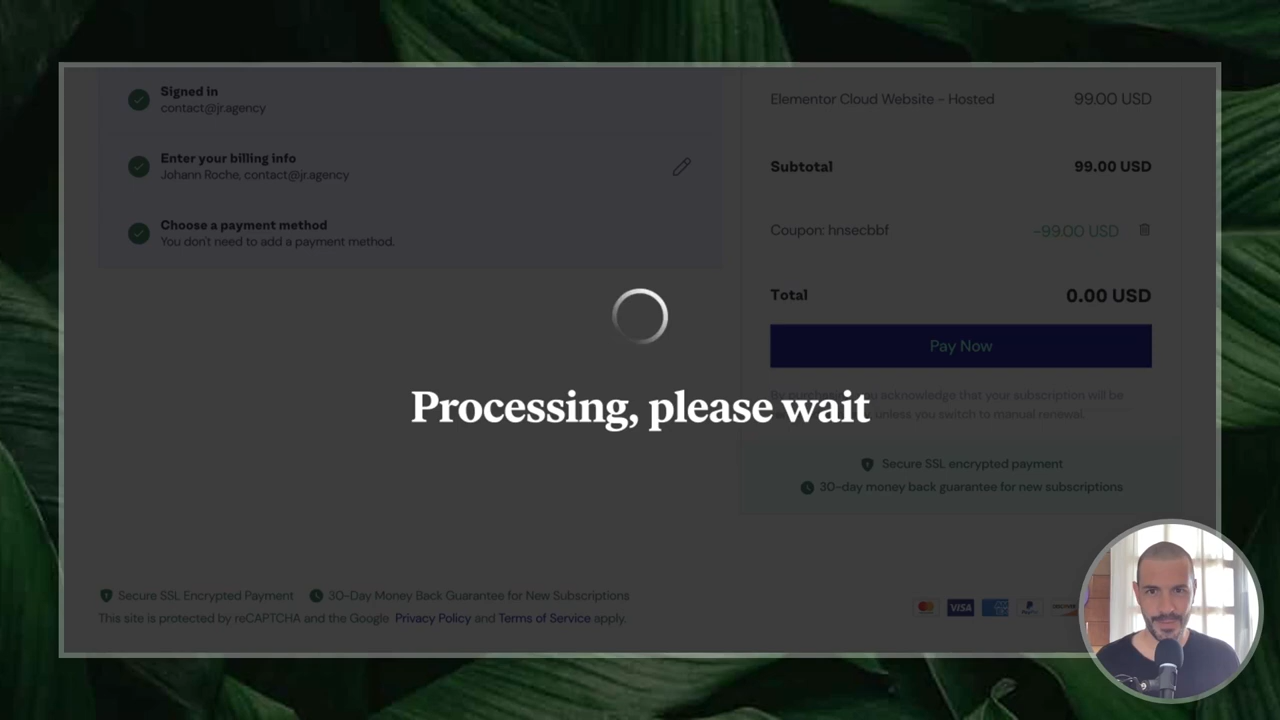 Signed in
contact@jr.agency
Enter your billing info
Johann Roche, contact@jr.agency
Choose a payment method
You don't need to add a payment method.
Elementor Cloud Website - Hosted 99.00 USD
Subtotal 99.00 USD
Coupon: hnsecbbf -99.00 USD
Total 0.00 USD
Pay Now
Processing, please wait
acknowledge that your subscription will be
unless you switch to manual renewal.
Secure SSL encrypted payment
30-day money back guarantee for new subscriptions
Secure SSL Encrypted Payment 30-Day Money Back Guarantee for New Subscriptions
This site is protected by reCAPTCHA and the Google Privacy Policy and Terms of Service apply.
VISA